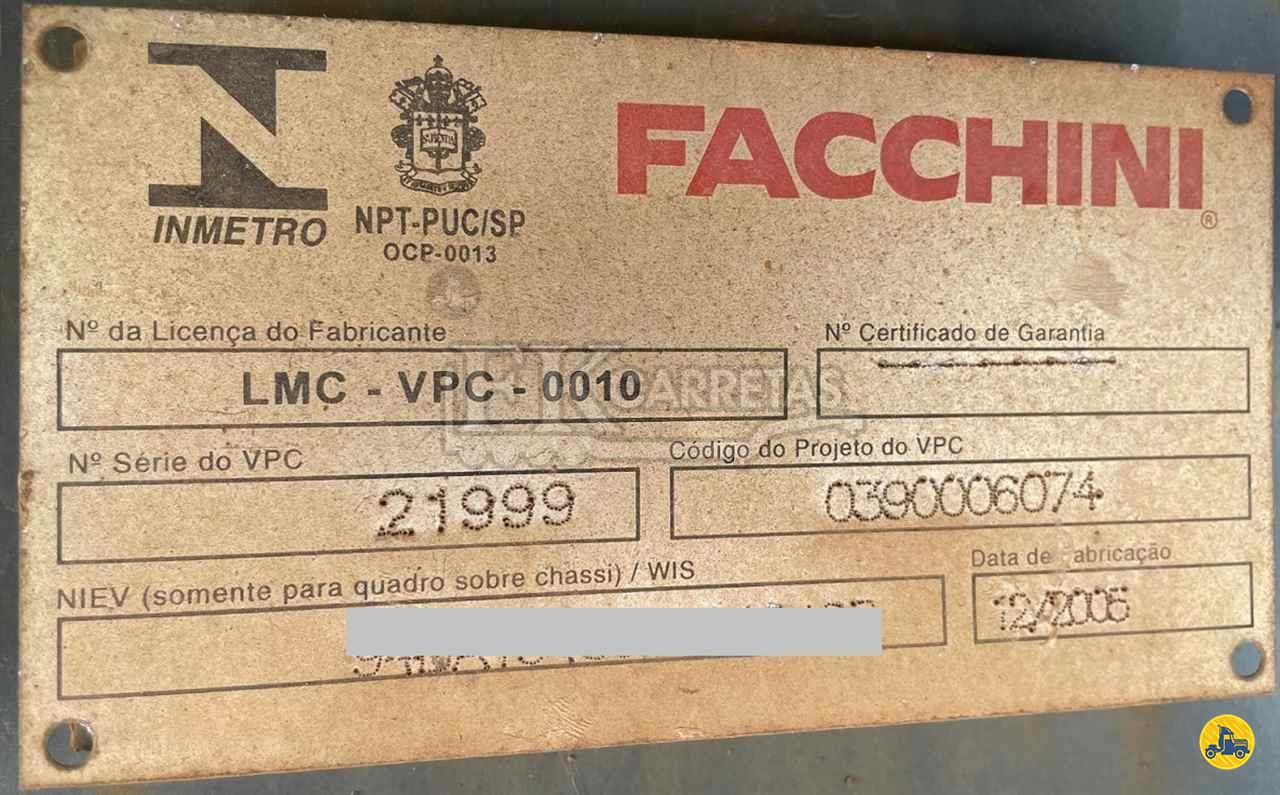 INMETRO
NPT-PUC/SP
OCP-0013
FACCHINI®
Nº da Licença do Fabricante
LMC - VPC - 0010
Nº Certificado de Garantia
FK CARRETAS
Nº Série do VPC
21999
Código do Projeto do VPC
0390006074
NIEV (somente para quadro sobre chassi) / WIS
Data de Fabricação
12/2005